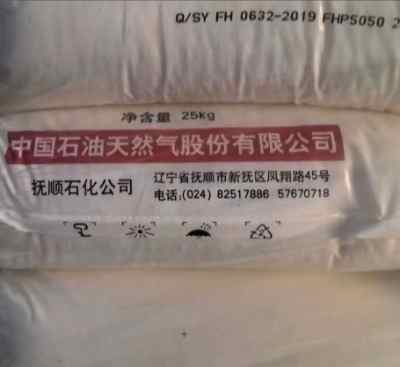 Q/SY FH 0632-2019 FHP5050 2
净含量 25kg
中国石油天然气股份有限公司
抚顺石化公司
辽宁省抚顺市新抚区凤翔路45号
电话:(024) 82517886 57670718